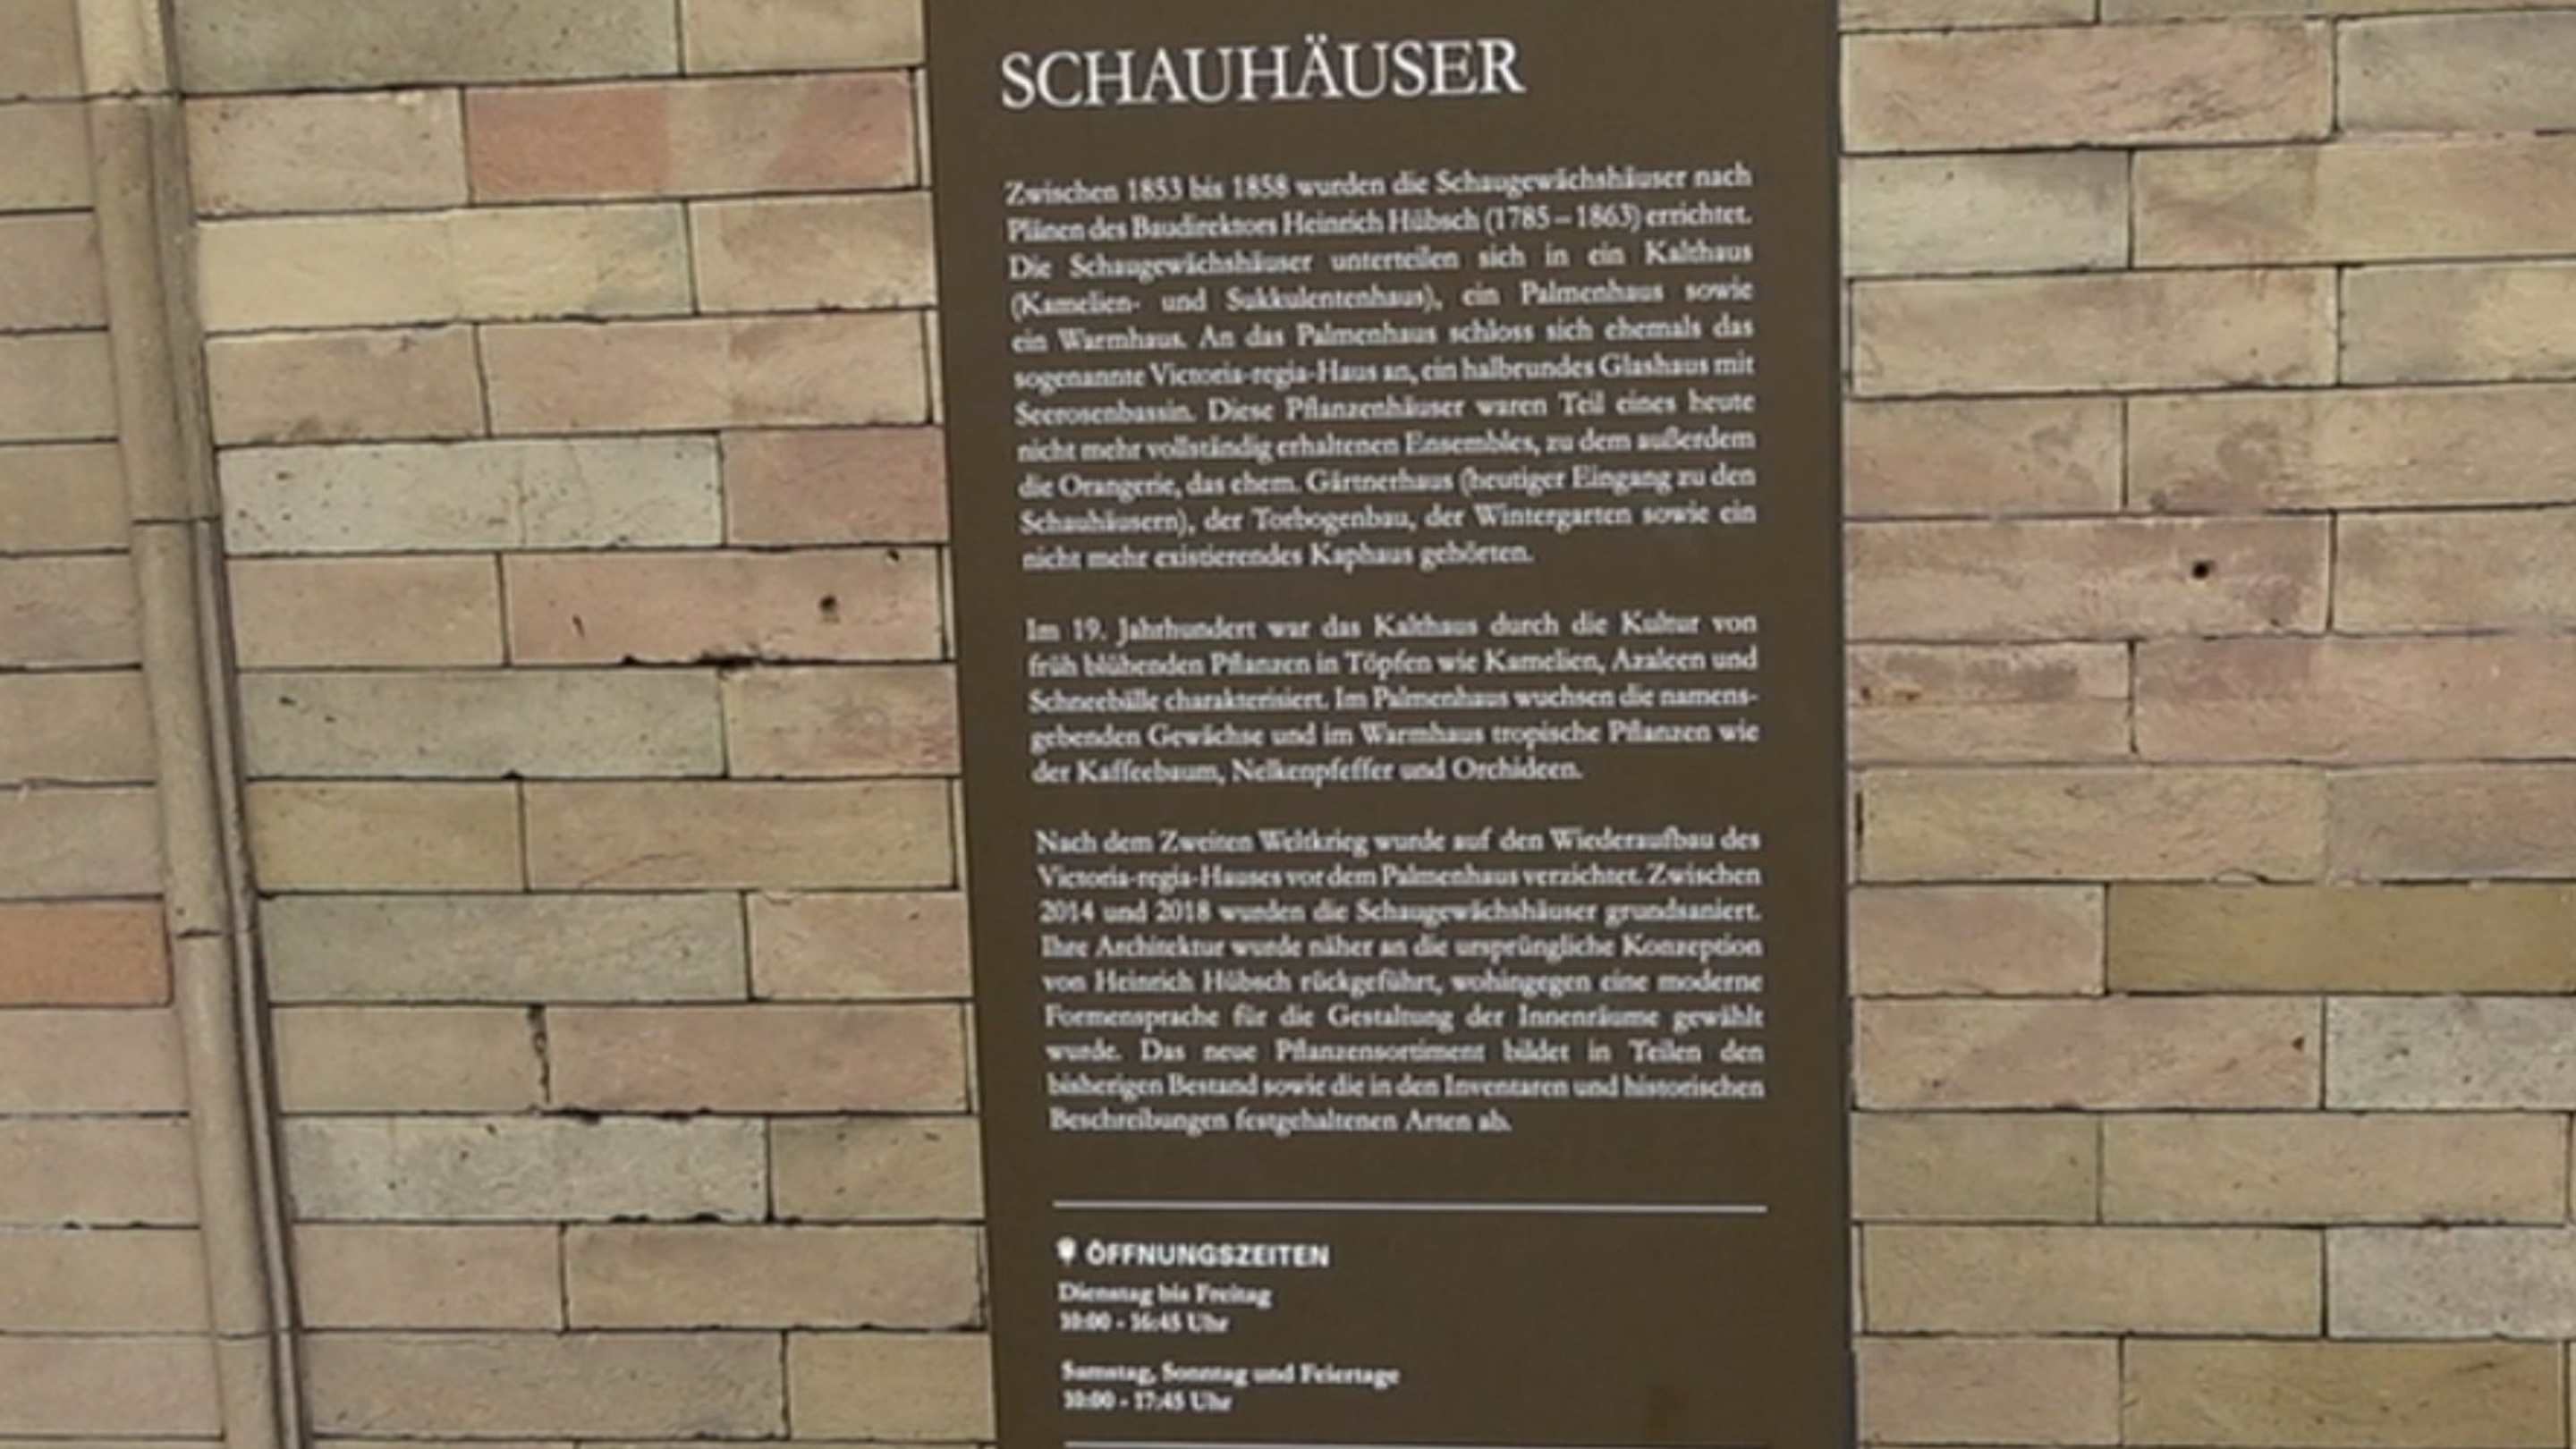 SCHAUHÄUSER
Zwischen 1853 bis 1858 wurden die Schaugewächshäuser nach
Plänen des Baudirektors Heinrich Hübsch (1785 – 1863) errichtet.
Die Schaugewächshäuser unterteilen sich in ein Kalthaus
(Kamelien- und Sukkulentenhaus), ein Palmenhaus sowie
ein Warmhaus. An das Palmenhaus schloss sich ehemals das
sogenannte Victoria-regia-Haus an, ein halbrundes Glashaus mit
Seerosenbassin. Diese Pflanzenhäuser waren Teil eines heute
nicht mehr vollständig erhaltenen Ensembles, zu dem außerdem
die Orangerie, das ehem. Gärtnerhaus (heutiger Eingang zu den
Schauhäusern), der Torbogenbau, der Wintergarten sowie ein
nicht mehr existierendes Kaphaus gehörten.
Im 19. Jahrhundert war das Kalthaus durch die Kultur von
früh blühenden Pflanzen in Töpfen wie Kamelien, Azaleen und
Schneebälle charakterisiert. Im Palmenhaus wuchsen die namens-
gebenden Gewächse und im Warmhaus tropische Pflanzen wie
der Kaffeebaum, Nelkenpfeffer und Orchideen.
Nach dem Zweiten Weltkrieg wurde auf den Wiederaufbau des
Victoria-regia-Hauses vor dem Palmenhaus verzichtet. Zwischen
2014 und 2018 wurden die Schaugewächshäuser grundsaniert.
Ihre Architektur wurde näher an die ursprüngliche Konzeption
von Heinrich Hübsch rückgeführt, wohingegen eine moderne
Formensprache für die Gestaltung der Innenräume gewählt
wurde. Das neue Pflanzensortiment bildet in Teilen den
bisherigen Bestand sowie die in den Inventaren und historischen
Beschreibungen festgehaltenen Arten ab.
ÖFFNUNGSZEITEN
Dienstag bis Freitag
10:00 - 16:45 Uhr
Samstag, Sonntag und Feiertage
10:00 - 17:45 Uhr